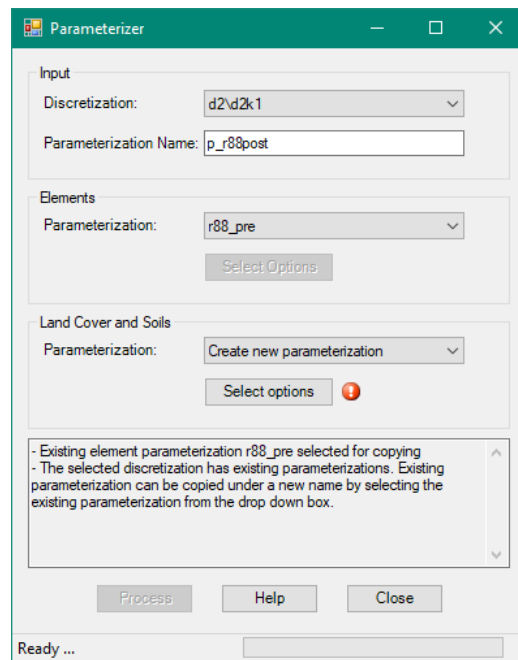 Parameterizer
Input
Discretization: d2\d2k1
Parameterization Name: p_r88post
Elements
Parameterization: r88_pre
Select Options
Land Cover and Soils
Parameterization: Create new parameterization
Select options
- Existing element parameterization r88_pre selected for copying
- The selected discretization has existing parameterizations. Existing
parameterization can be copied under a new name by selecting the
existing parameterization from the drop down box.
Process Help Close
Ready ...